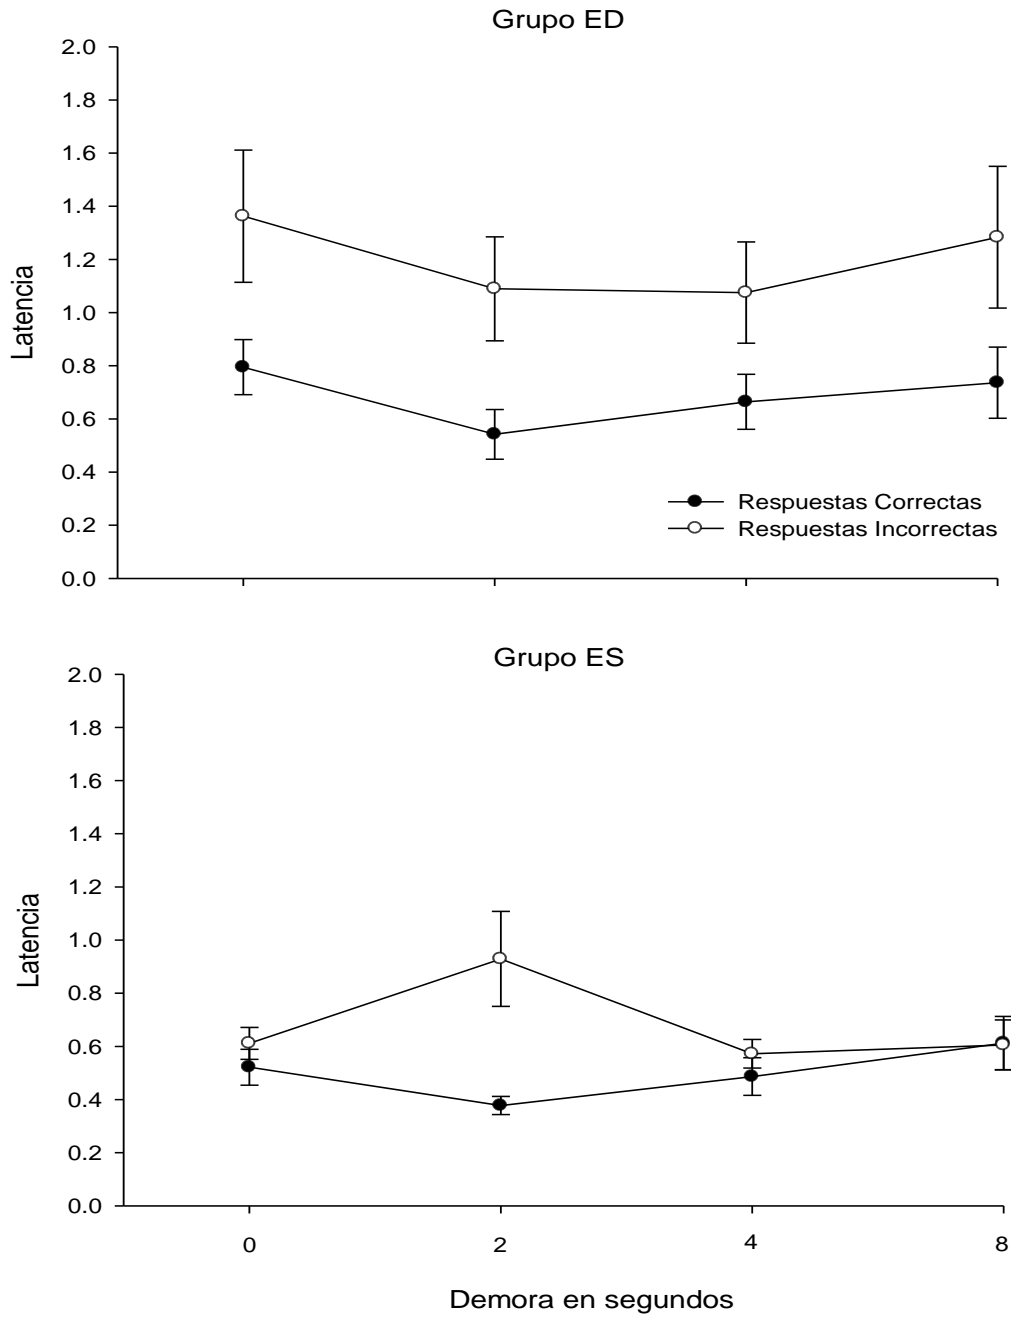 Grupo ED
2.0
1.8
1.6
1.4
1.2
1.0
0.8
0.6
0.4
0.2
0.0
Latencia
Respuestas Correctas
Respuestas Incorrectas
Grupo ES
2.0
1.8
1.6
1.4
1.2
1.0
0.8
0.6
0.4
0.2
0.0
Latencia
0 2 4 8
Demora en segundos